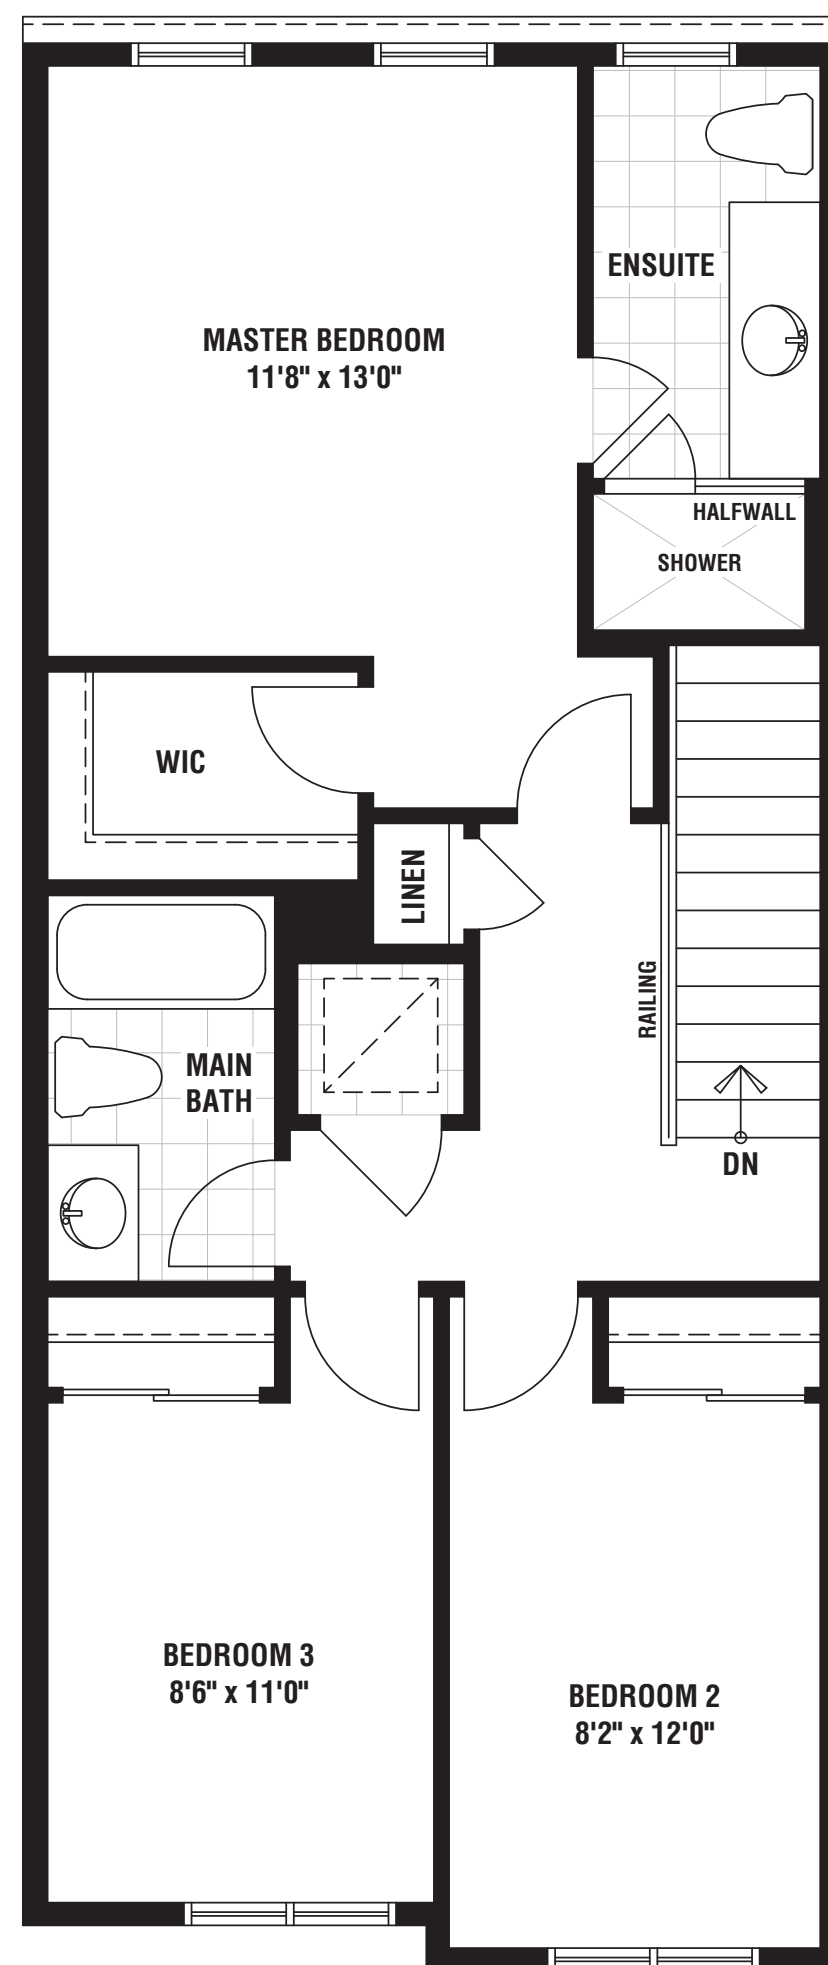 ENSUITE
MASTER BEDROOM
11'8" x 13'0"
HALFWALL
SHOWER
WIC
LINEN
RAILING
MAIN
BATH
DN
BEDROOM 3
8'6" x 11'0"
BEDROOM 2
8'2" x 12'0"